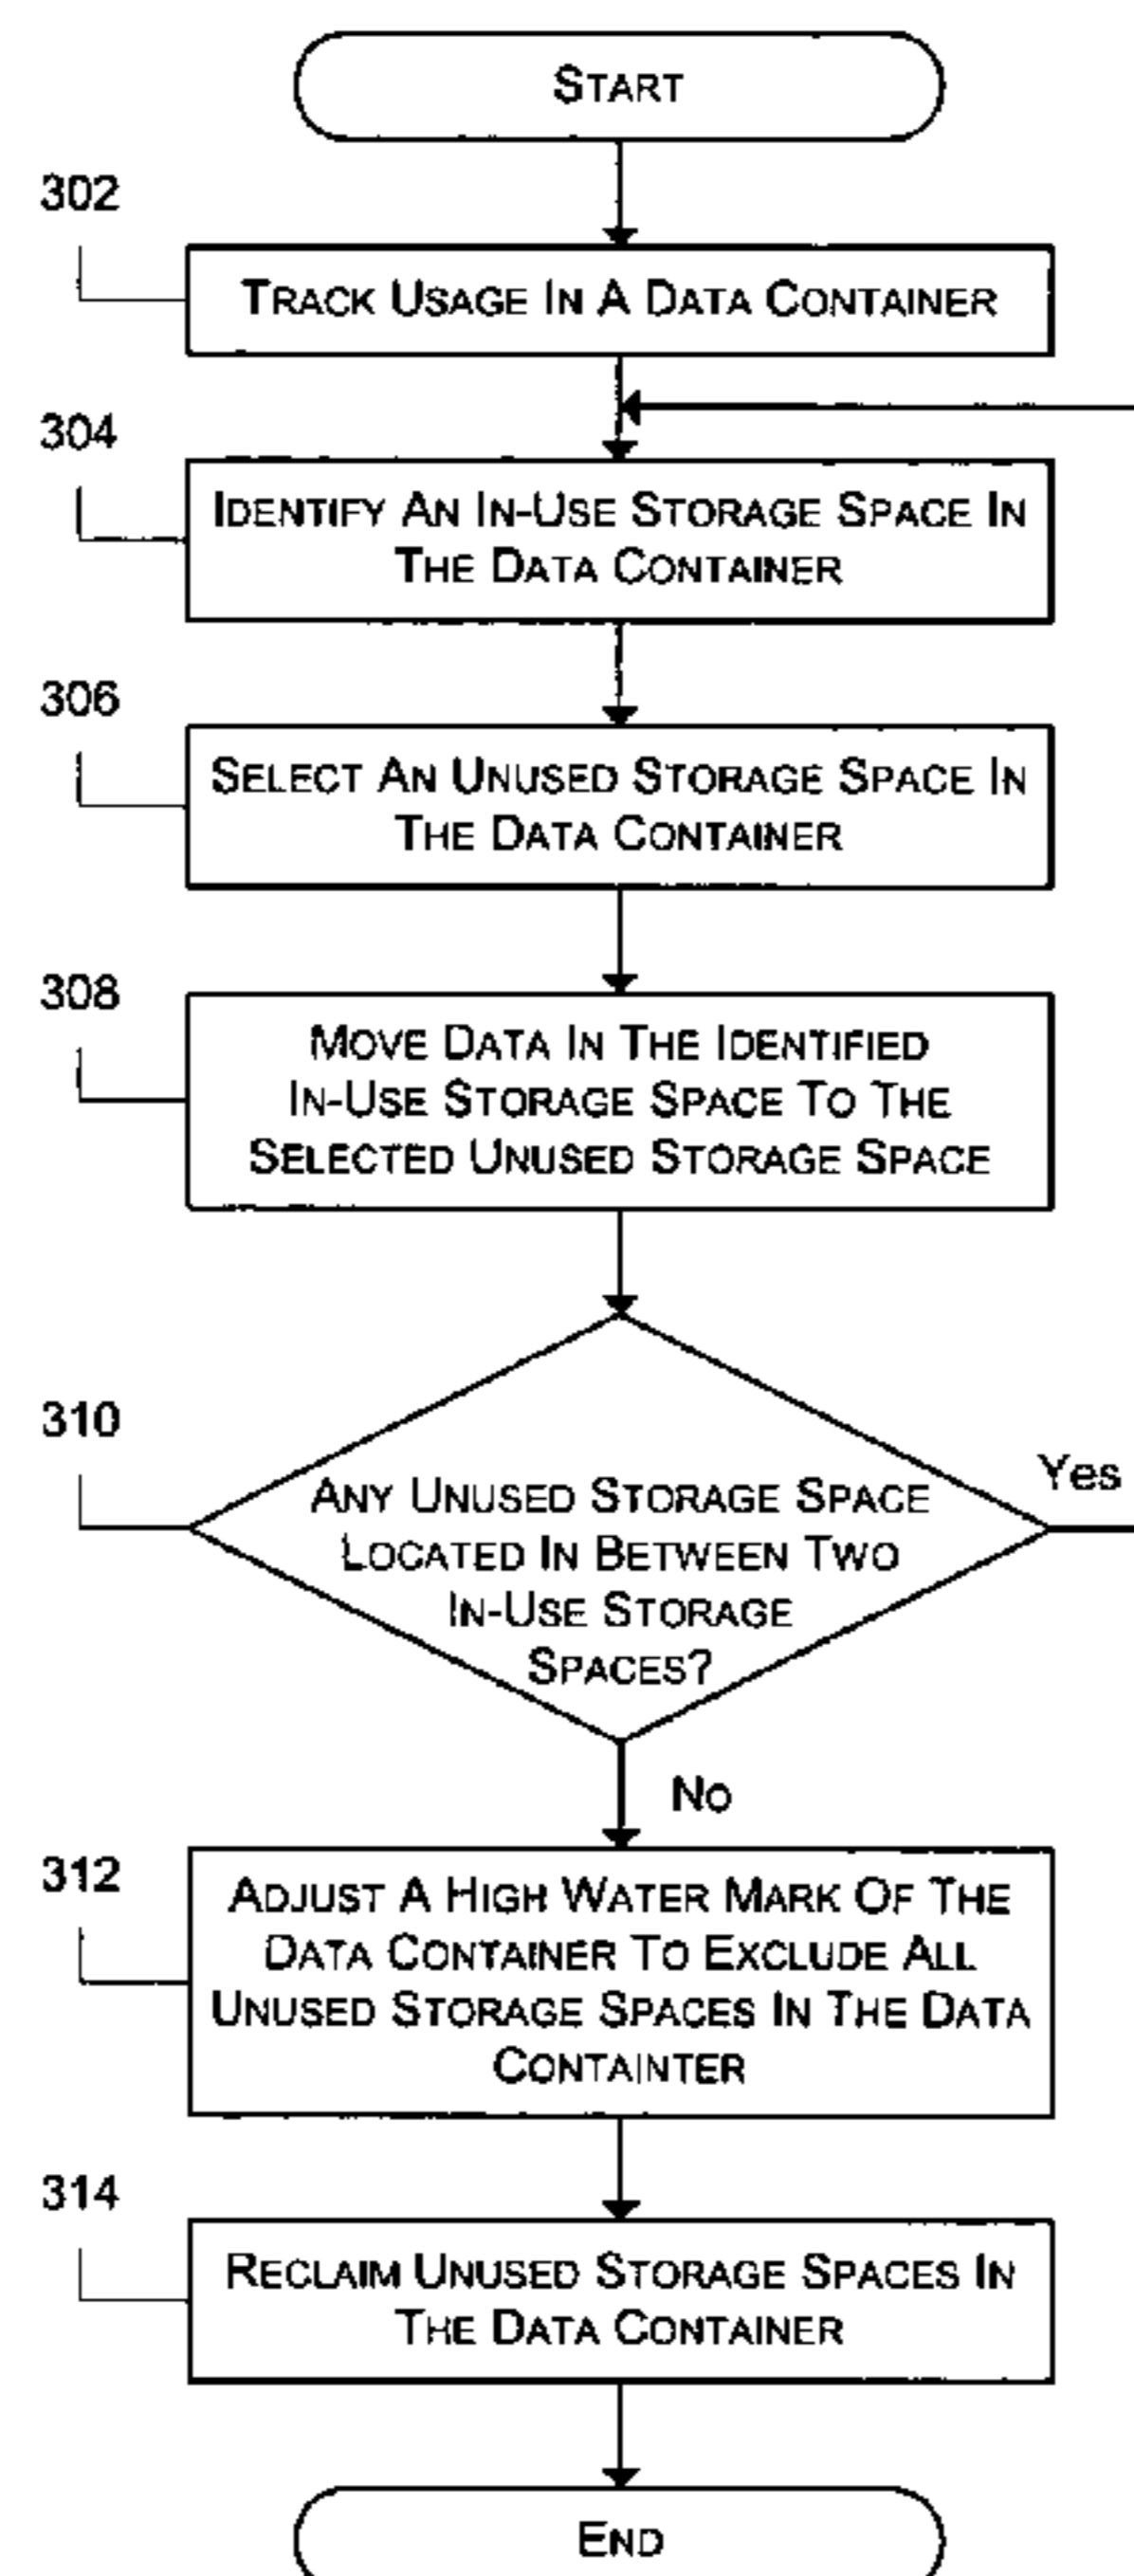 START
302
TRACK USAGE IN A DATA CONTAINER
304
IDENTIFY AN IN-USE STORAGE SPACE IN
THE DATA CONTAINER
306
SELECT AN UNUSED STORAGE SPACE IN
THE DATA CONTAINER
308
MOVE DATA IN THE IDENTIFIED
IN-USE STORAGE SPACE TO THE
SELECTED UNUSED STORAGE SPACE
310
ANY UNUSED STORAGE SPACE
LOCATED IN BETWEEN TWO
IN-USE STORAGE
SPACES?
Yes
NO
312
ADJUST A HIGH WATER MARK OF THE
DATA CONTAINER TO EXCLUDE ALL
UNUSED STORAGE SPACES IN THE DATA
CONTAINTER
314
RECLAIM UNUSED STORAGE SPACES IN
THE DATA CONTAINER
END